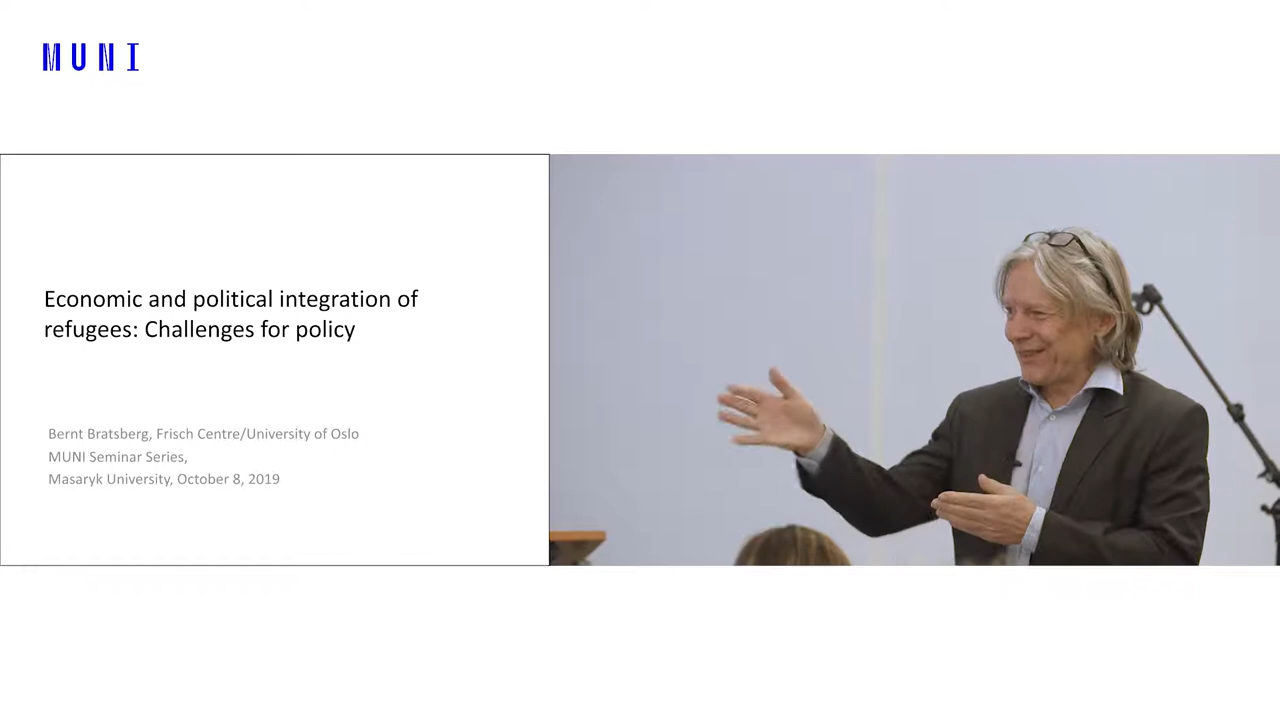 MUNI
Economic and political integration of
refugees: Challenges for policy
Bernt Bratsberg, Frisch Centre/University of Oslo
MUNI Seminar Series,
Masaryk University, October 8, 2019